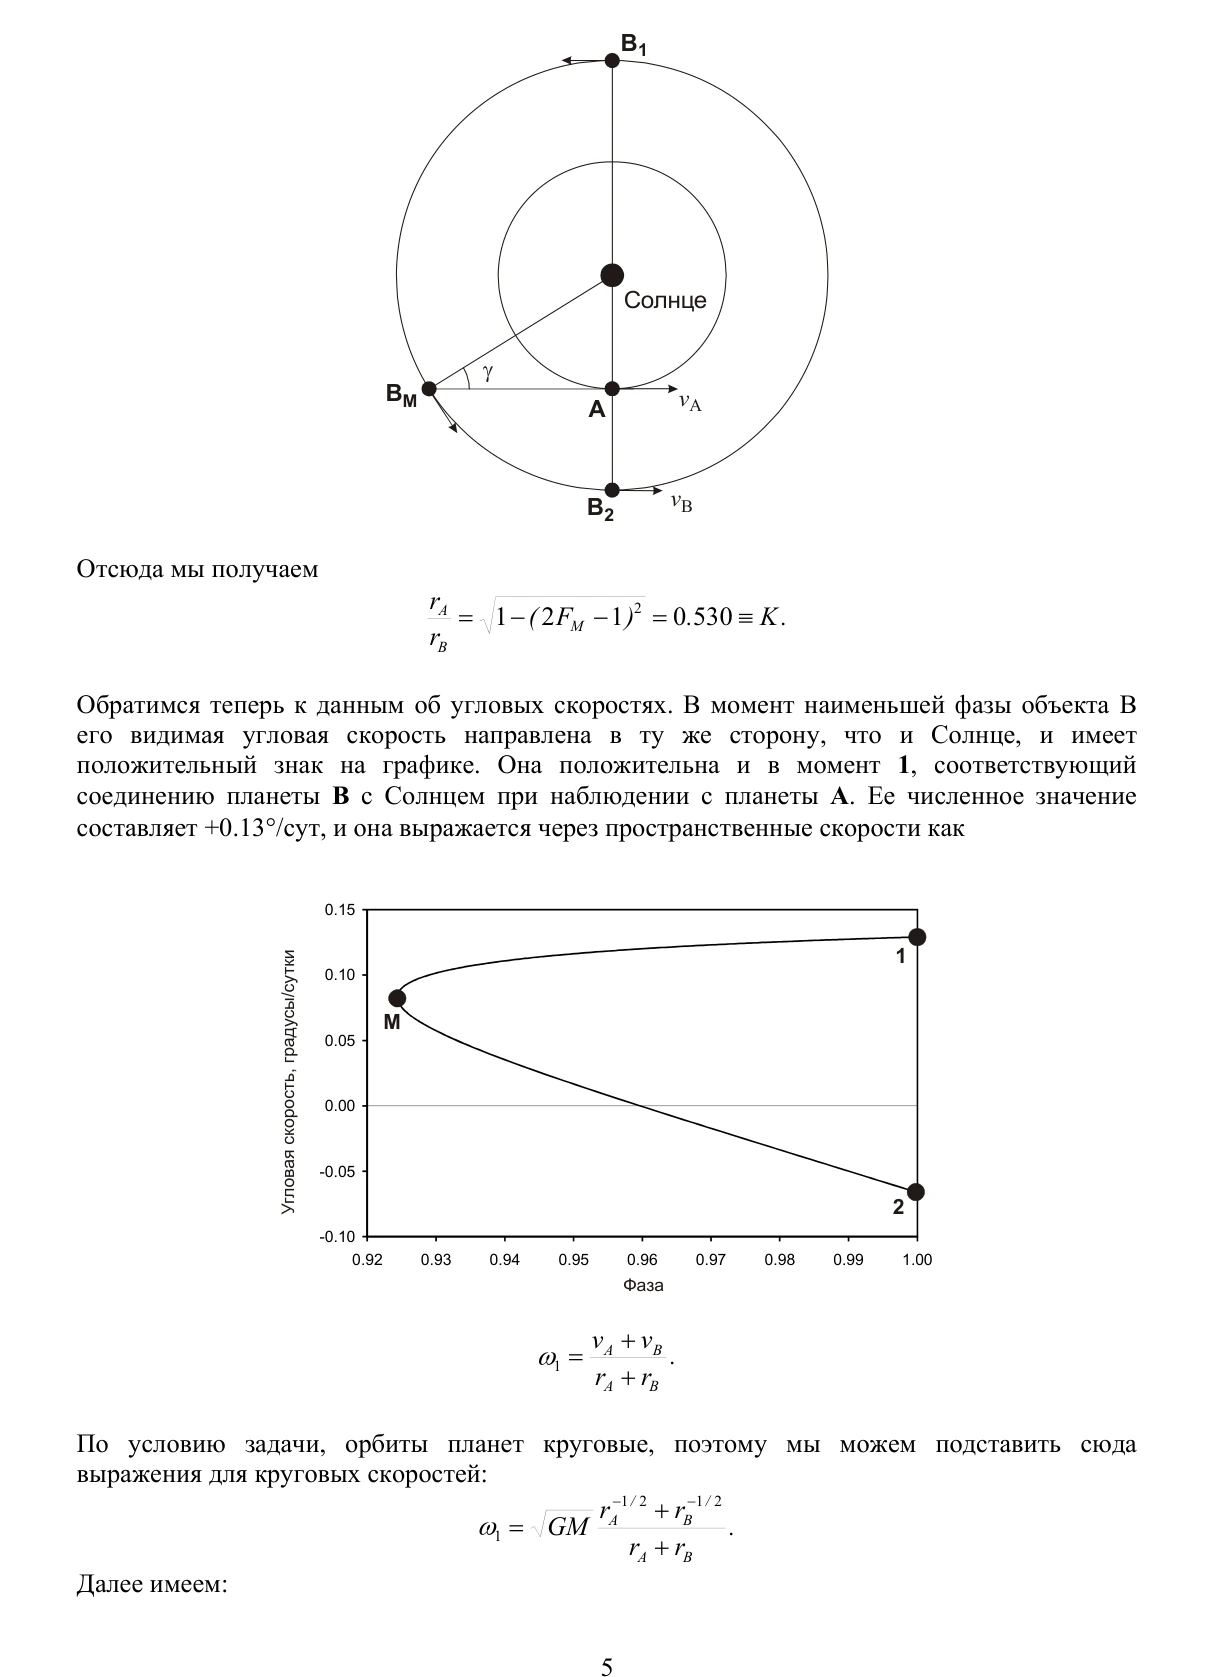 B1
Солнце
γ
BM
A
vA
B2
vB
Отсюда мы получаем
rA/rB = √(1 – (2FM – 1)²) = 0.530 ≡ K.
Обратимся теперь к данным об угловых скоростях. В момент наименьшей фазы объекта В
его видимая угловая скорость направлена в ту же сторону, что и Солнце, и имеет
положительный знак на графике. Она положительна и в момент 1, соответствующий
соединению планеты B с Солнцем при наблюдении с планеты A. Ее численное значение
составляет +0.13°/сут, и она выражается через пространственные скорости как
Угловая скорость, градусы/сутки
0.15
0.10
0.05
0.00
-0.05
-0.10
1
M
2
0.92 0.93 0.94 0.95 0.96 0.97 0.98 0.99 1.00
Фаза
ω1 = (vA + vB)/(rA + rB).
По условию задачи, орбиты планет круговые, поэтому мы можем подставить сюда
выражения для круговых скоростей:
ω1 = √GM (rA^–1/2 + rB^–1/2)/(rA + rB).
Далее имеем:
5